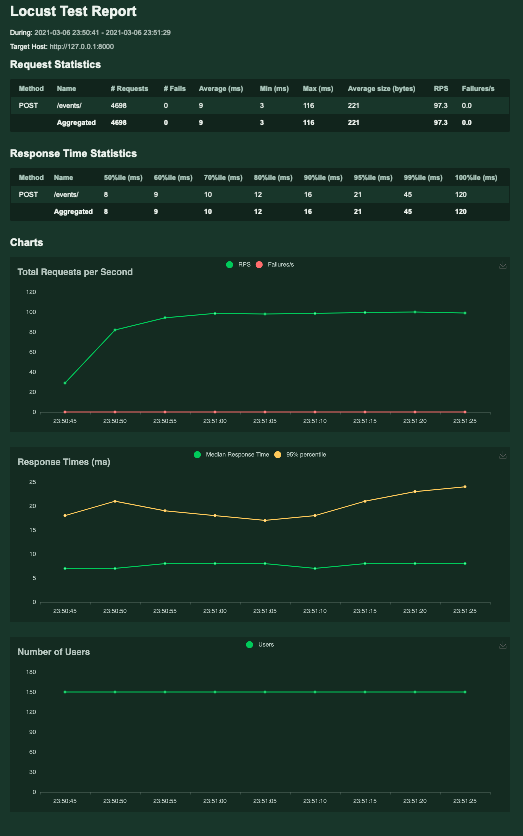 Locust Test Report
During: 2021-03-06 23:50:41 - 2021-03-06 23:51:29
Target Host: http://127.0.0.1:8000
Request Statistics
Method Name # Requests # Fails Average (ms) Min (ms) Max (ms) Average size (bytes) RPS Failures/s
POST /events/ 4698 0 9 3 116 221 97.3 0.0
Aggregated 4698 0 9 3 116 221 97.3 0.0
Response Time Statistics
Method Name 50%ile (ms) 60%ile (ms) 70%ile (ms) 80%ile (ms) 90%ile (ms) 95%ile (ms) 99%ile (ms) 100%ile (ms)
POST /events/ 8 9 10 12 16 21 45 120
Aggregated 8 9 10 12 16 21 45 120
Charts
Total Requests per Second
RPS Failures/s
120
100
80
60
40
20
0
23:50:45 23:50:50 23:50:55 23:51:00 23:51:05 23:51:10 23:51:15 23:51:20 23:51:25
Response Times (ms)
Median Response Time 95% percentile
25
20
15
10
5
0
23:50:45 23:50:50 23:50:55 23:51:00 23:51:05 23:51:10 23:51:15 23:51:20 23:51:25
Number of Users
Users
180
150
120
90
60
30
0
23:50:45 23:50:50 23:50:55 23:51:00 23:51:05 23:51:10 23:51:15 23:51:20 23:51:25